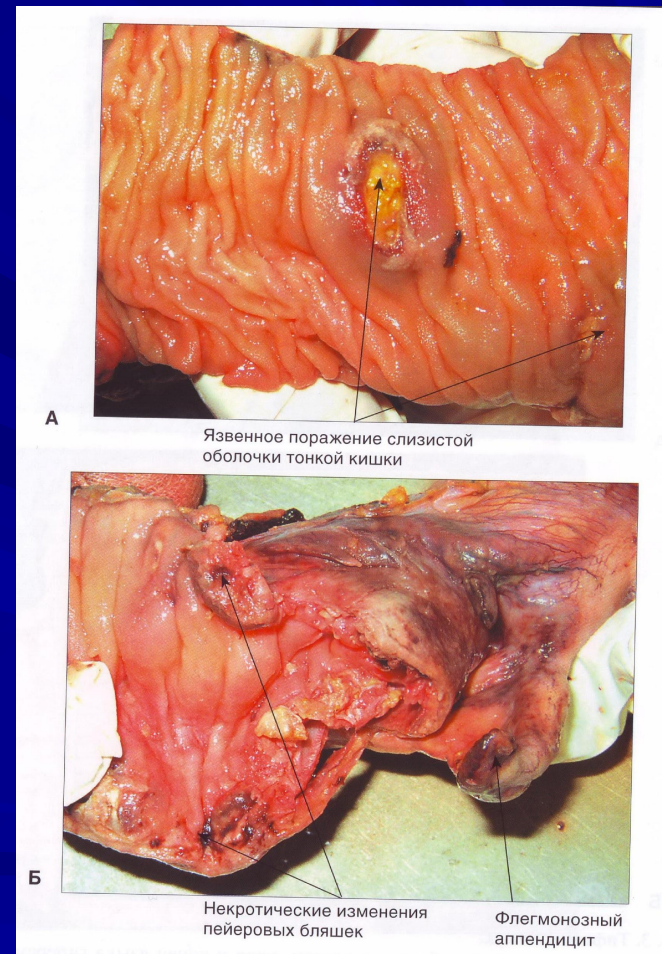 А
Язвенное поражение слизистой
оболочки тонкой кишки
Б
Некротические изменения
пейеровых бляшек
Флегмонозный
аппендицит